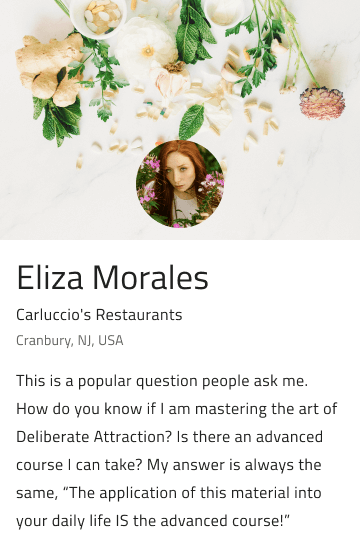 Eliza Morales
Carluccio's Restaurants
Cranbury, NJ, USA
This is a popular question people ask me.
How do you know if I am mastering the art of
Deliberate Attraction? Is there an advanced
course I can take? My answer is always the
same, “The application of this material into
your daily life IS the advanced course!”